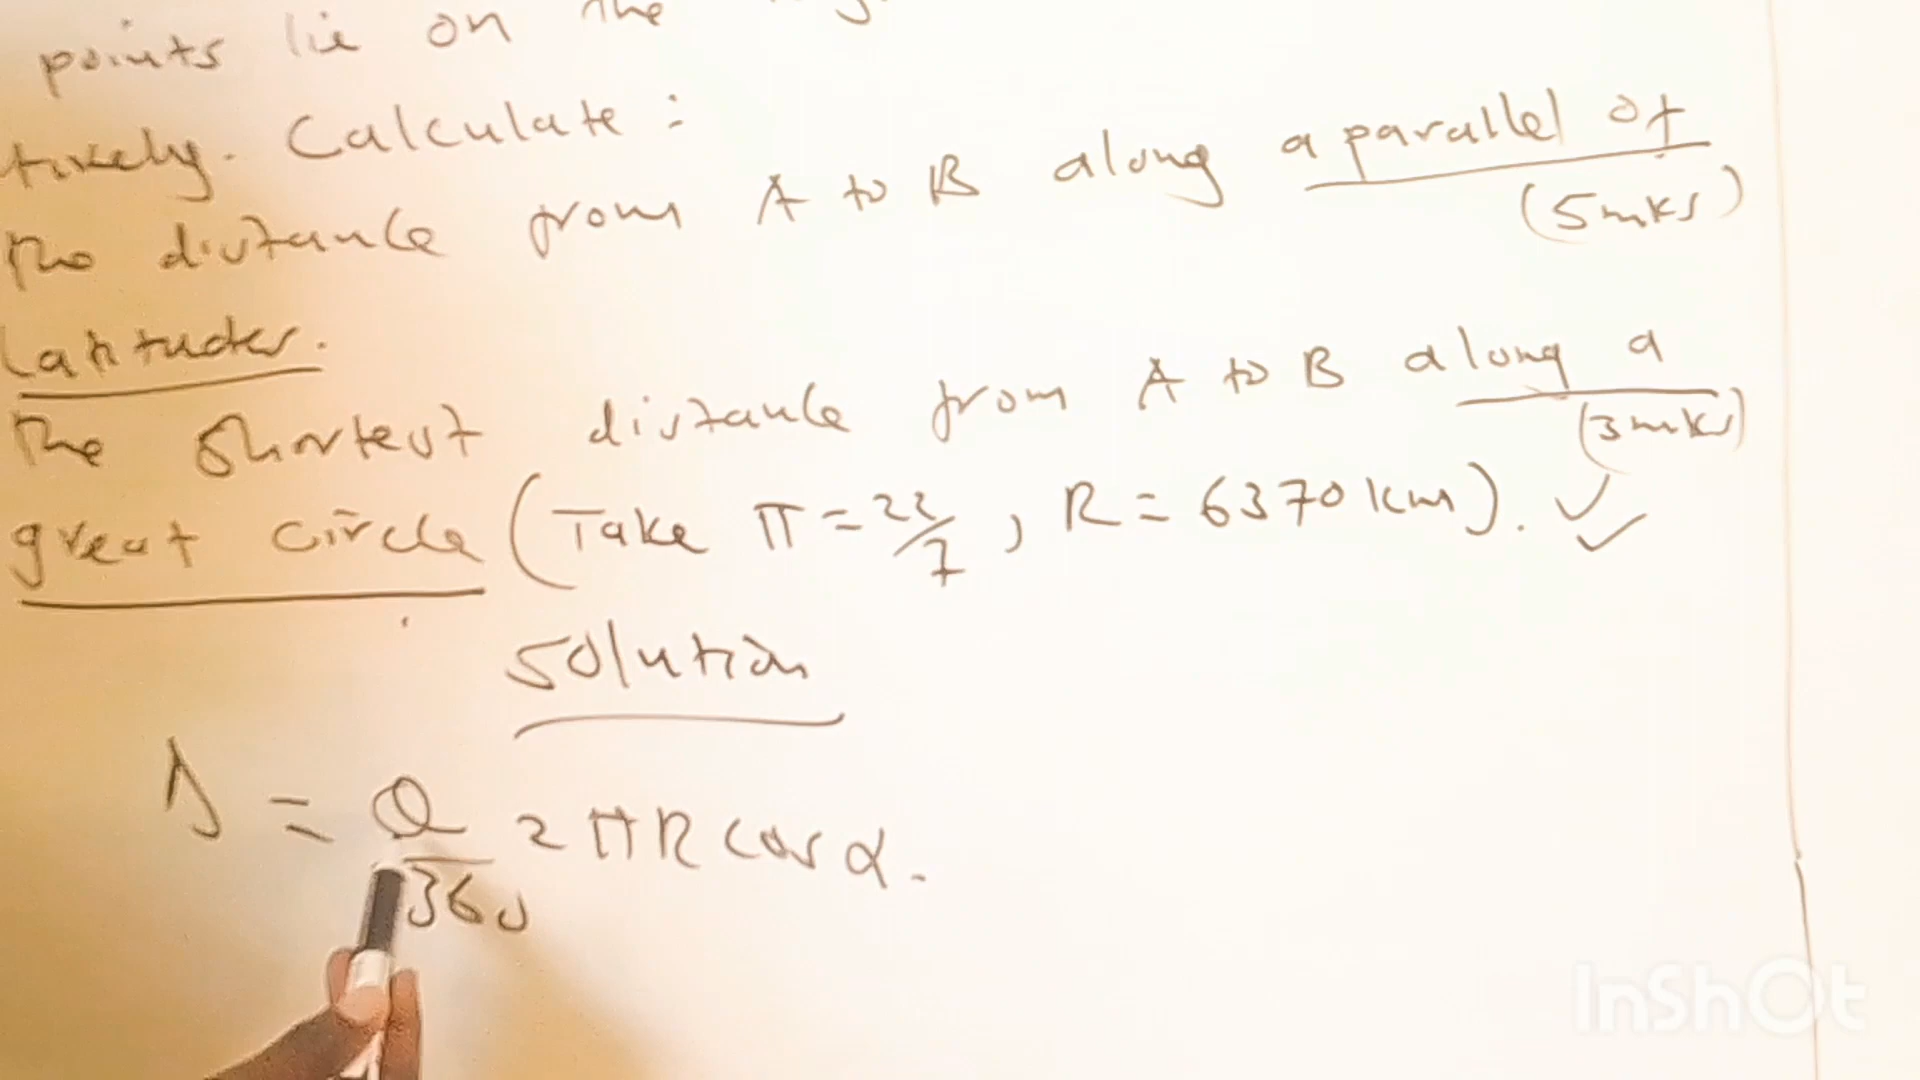 points lie on the
tively. Calculate:
The distance from A to B along a parallel of
(5mks)
Latitudes.
The shortest distance from A to B along a
(3mks)
great circle (Take π = 22/7, R = 6370 km). ✓✓
Solution
S = θ/360 2πR cos α.
InShOt